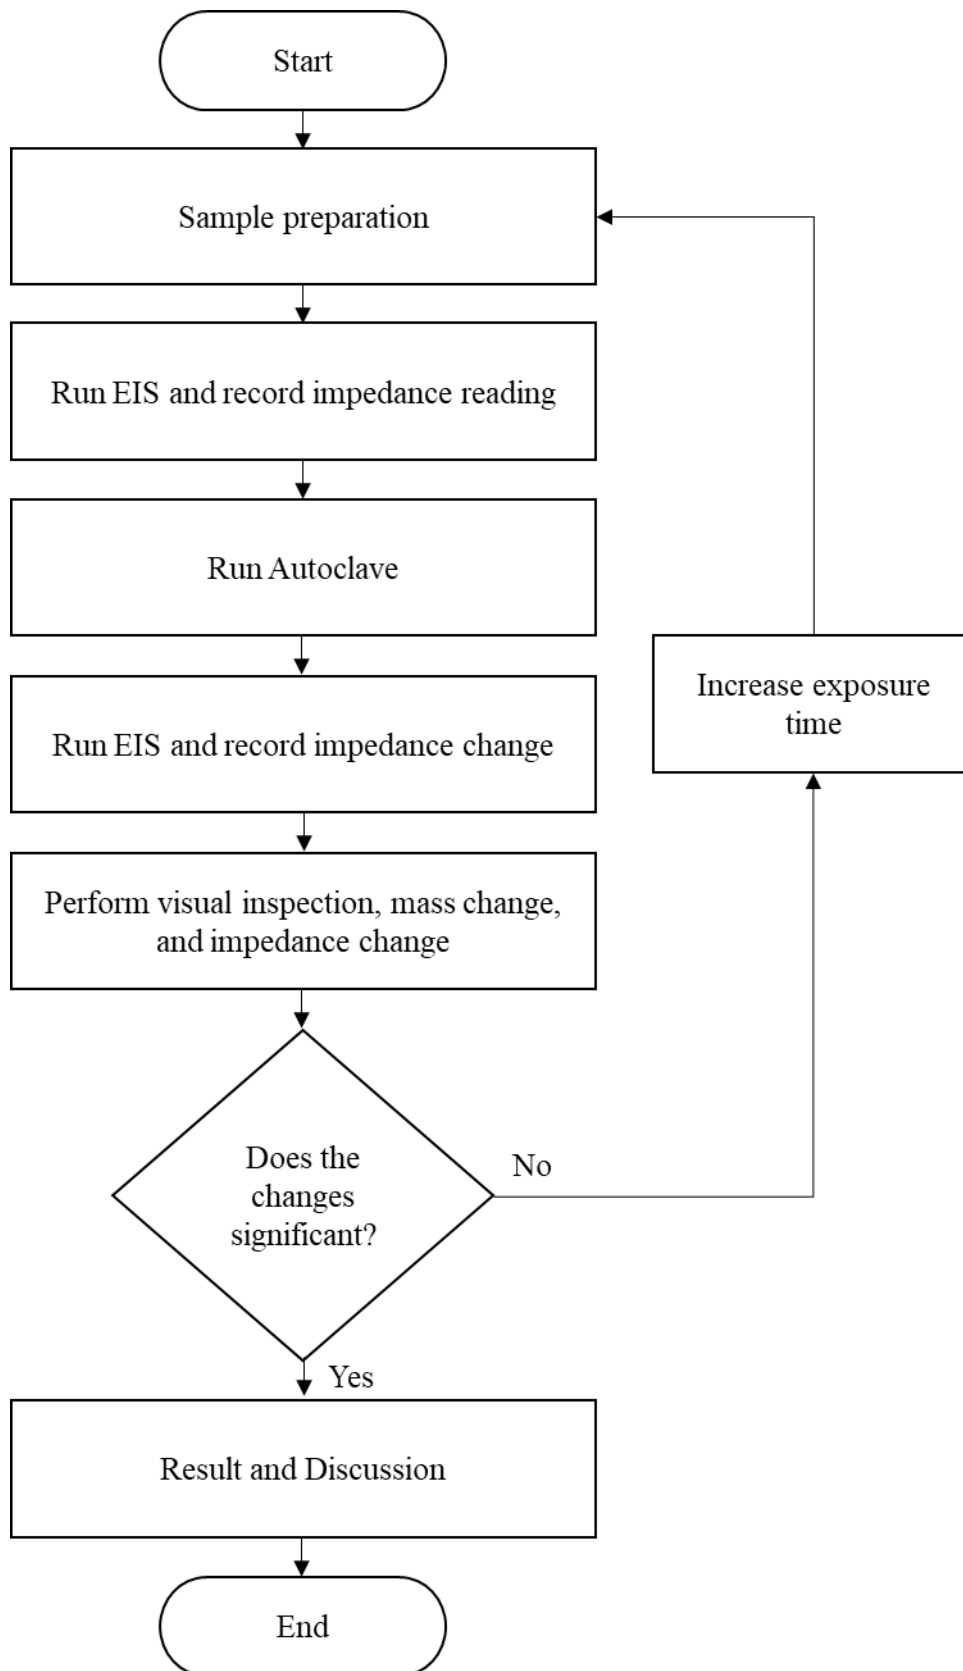 Start
Sample preparation
Run EIS and record impedance reading
Run Autoclave
Increase exposure
time
Run EIS and record impedance change
Perform visual inspection, mass change,
and impedance change
Does the
changes
significant?
No
Yes
Result and Discussion
End